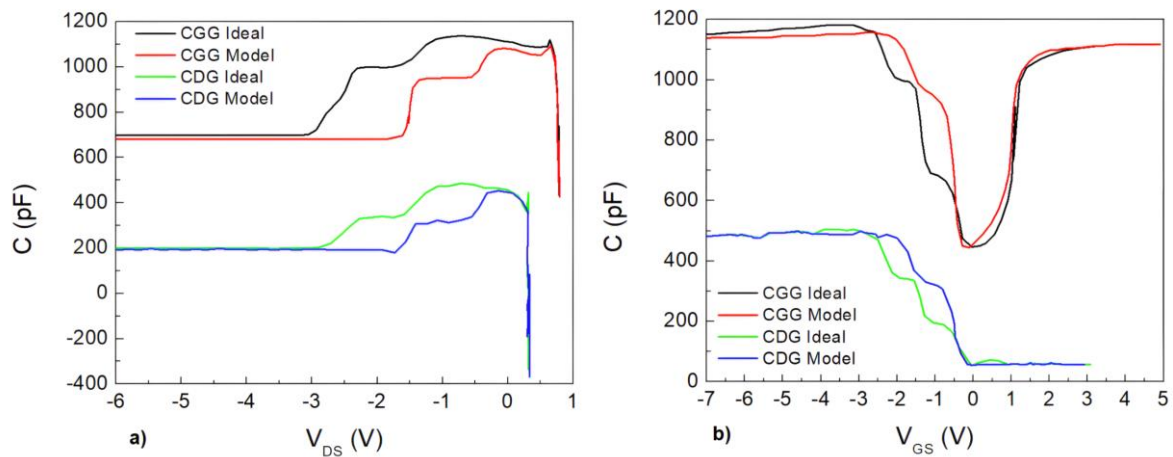 1200
1000
800
600
400
200
0
-200
-400
C (pF)
CGG Ideal
CGG Model
CDG Ideal
CDG Model
-6 -5 -4 -3 -2 -1 0 1
a)
V_DS (V)
1200
1000
800
600
400
200
0
C (pF)
CGG Ideal
CGG Model
CDG Ideal
CDG Model
-7 -6 -5 -4 -3 -2 -1 0 1 2 3 4 5
b)
V_GS (V)